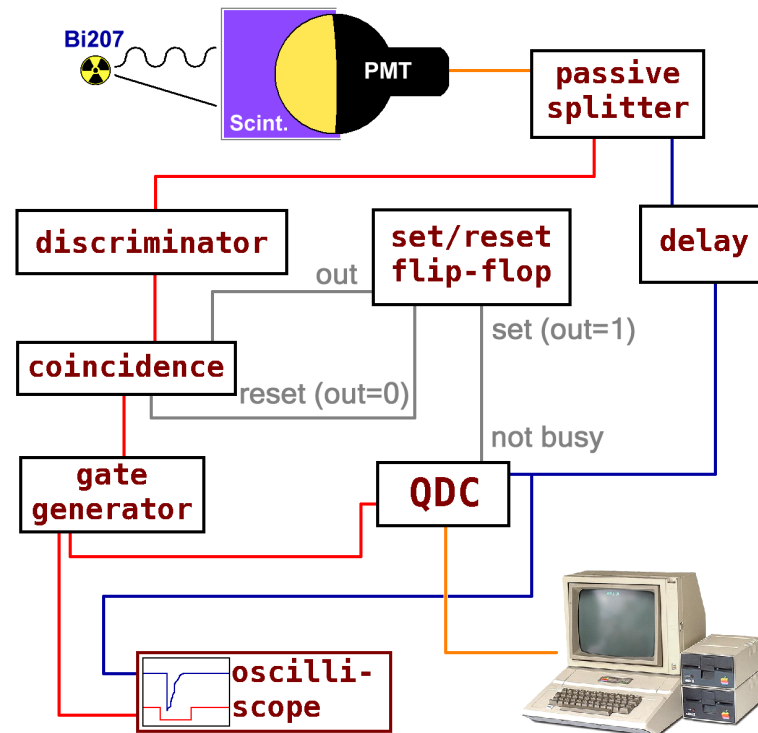 Bi207
PMT
Scint.
passive
splitter
discriminator
set/reset
flip-flop
delay
out
set (out=1)
coincidence
reset (out=0)
not busy
gate
generator
QDC
oscilli-
scope